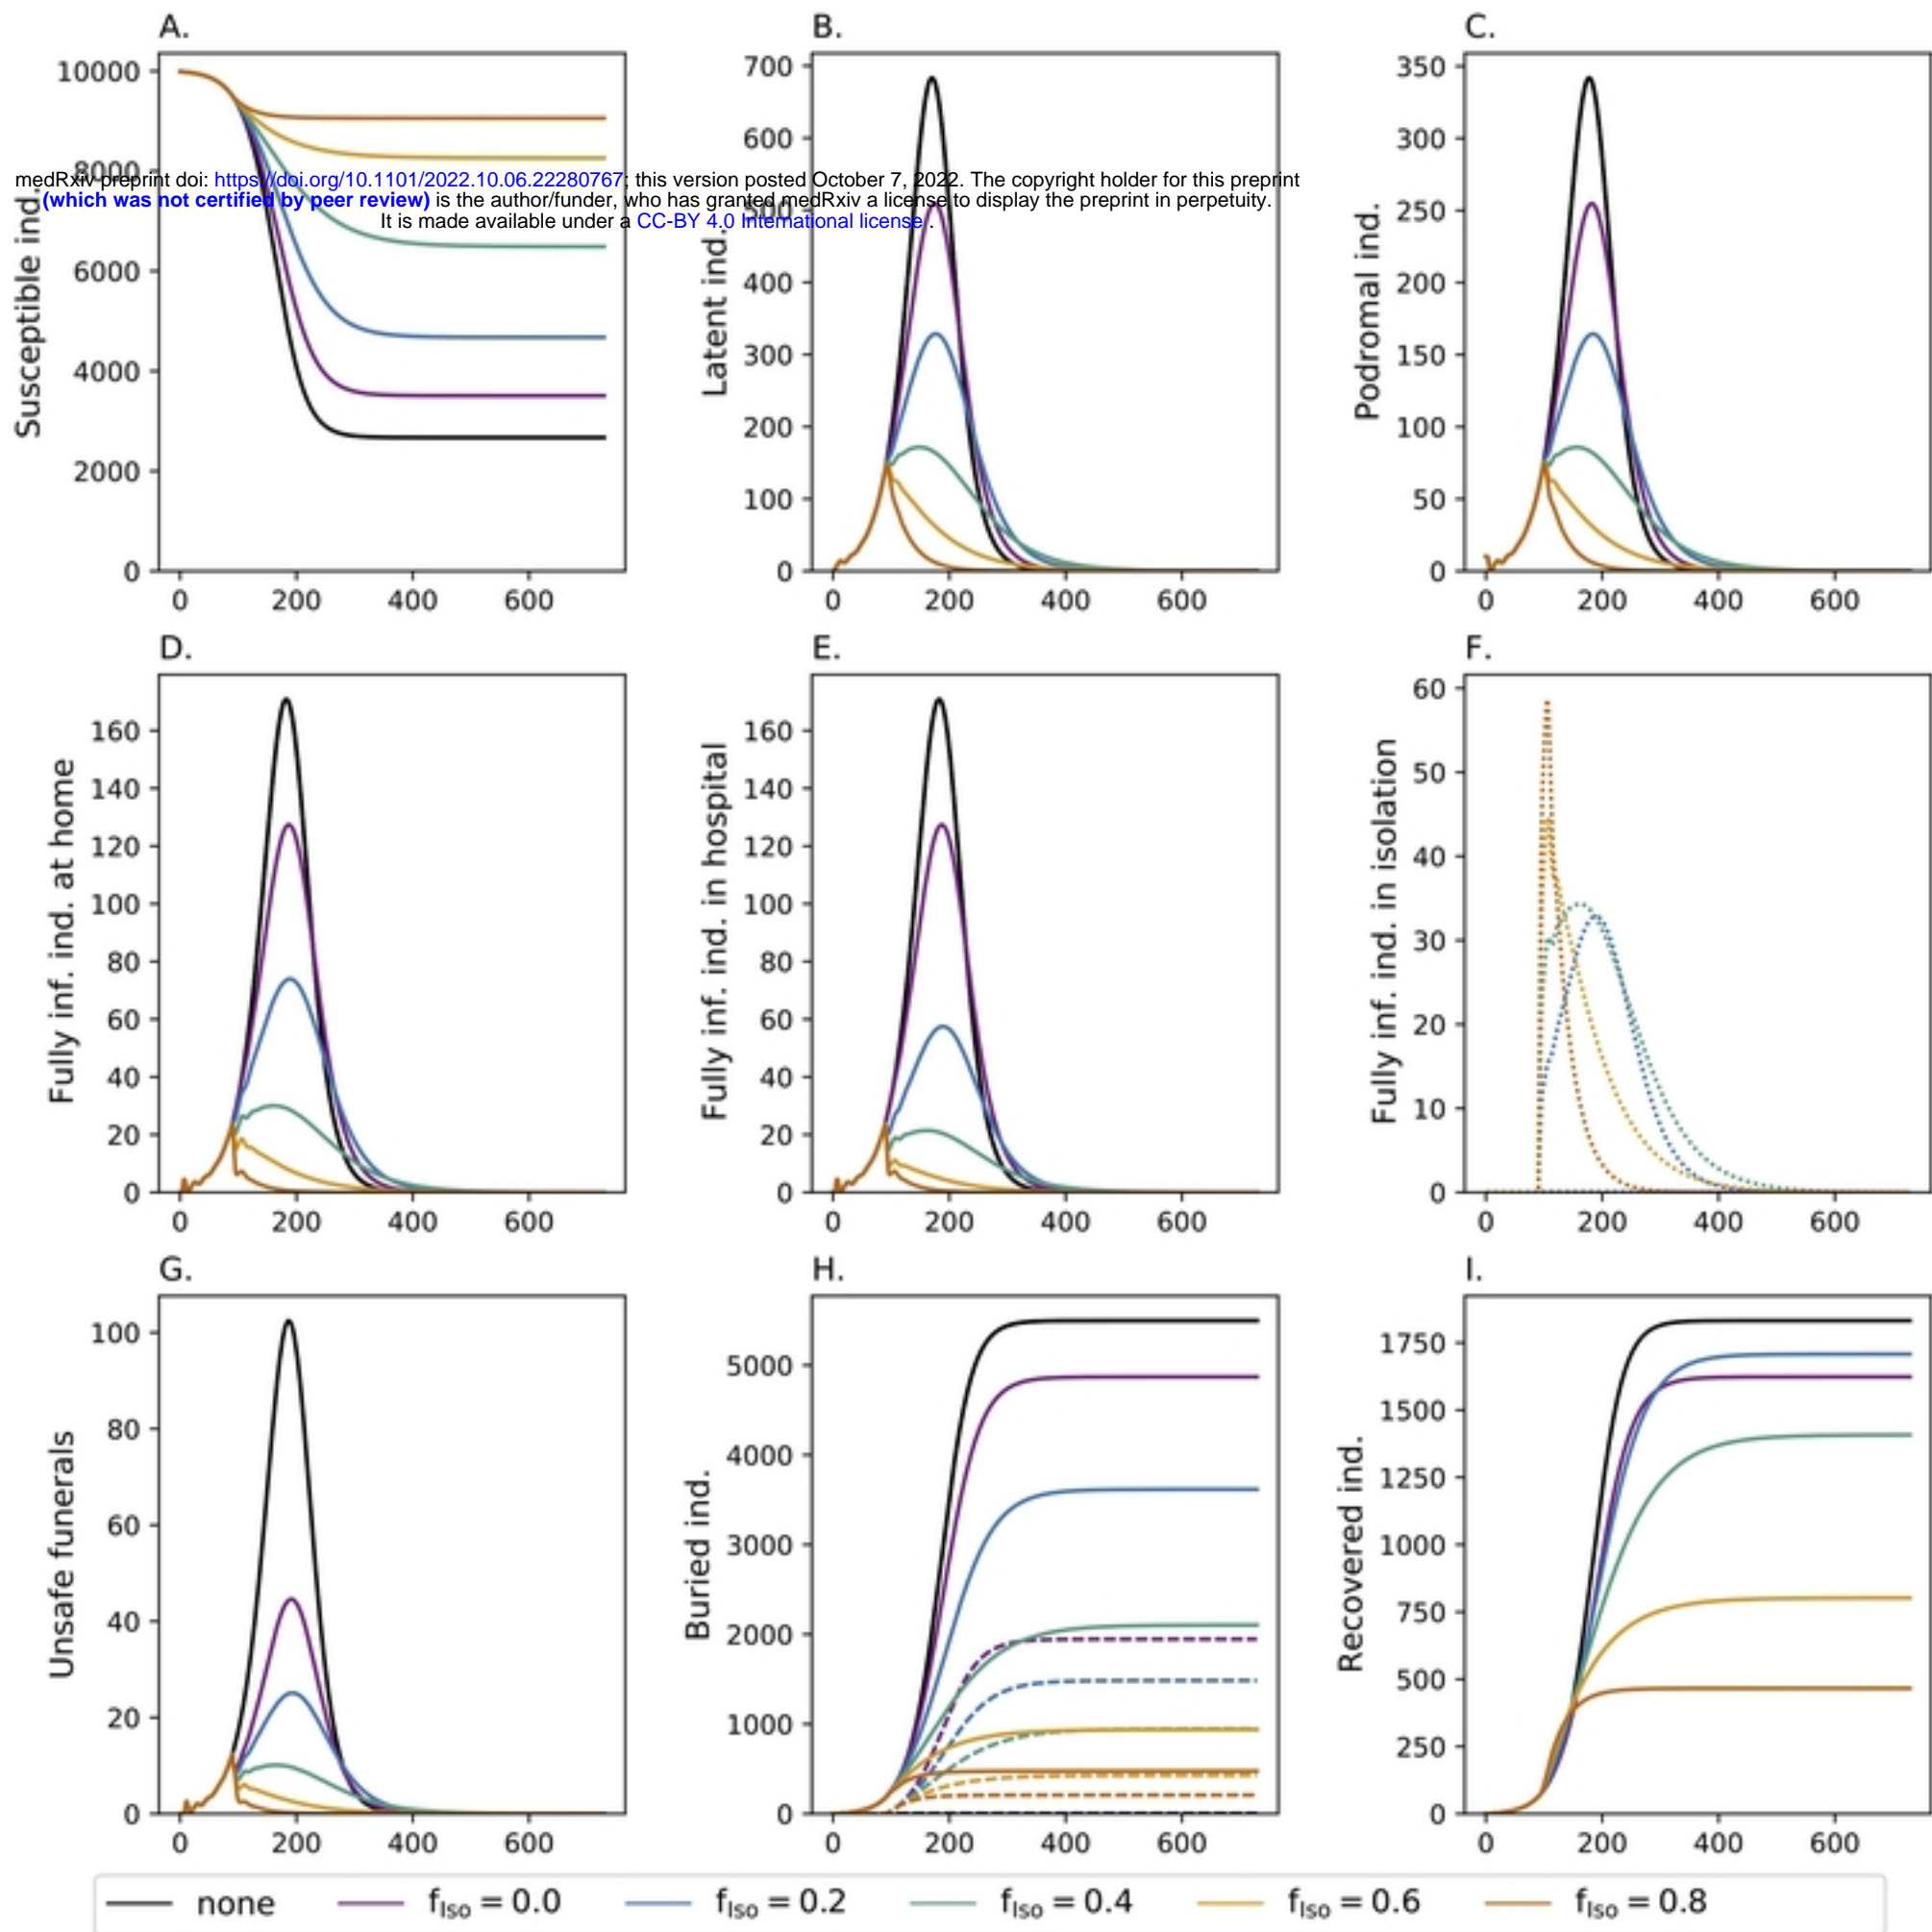 A.
B.
C.
Susceptible ind.
10000
8000
6000
4000
2000
0
0 200 400 600
Latent ind.
700
600
500
400
300
200
100
0
0 200 400 600
Podromal ind.
350
300
250
200
150
100
50
0
0 200 400 600
medRxiv preprint doi: https://doi.org/10.1101/2022.10.06.22280767; this version posted October 7, 2022. The copyright holder for this preprint
(which was not certified by peer review) is the author/funder, who has granted medRxiv a license to display the preprint in perpetuity.
It is made available under a CC-BY 4.0 International license .
D.
E.
F.
Fully inf. ind. at home
160
140
120
100
80
60
40
20
0
0 200 400 600
Fully inf. ind. in hospital
160
140
120
100
80
60
40
20
0
0 200 400 600
Fully inf. ind. in isolation
60
50
40
30
20
10
0
0 200 400 600
G.
H.
I.
Unsafe funerals
100
80
60
40
20
0
0 200 400 600
Buried ind.
5000
4000
3000
2000
1000
0
0 200 400 600
Recovered ind.
1750
1500
1250
1000
750
500
250
0
0 200 400 600
none f_Iso = 0.0 f_Iso = 0.2 f_Iso = 0.4 f_Iso = 0.6 f_Iso = 0.8